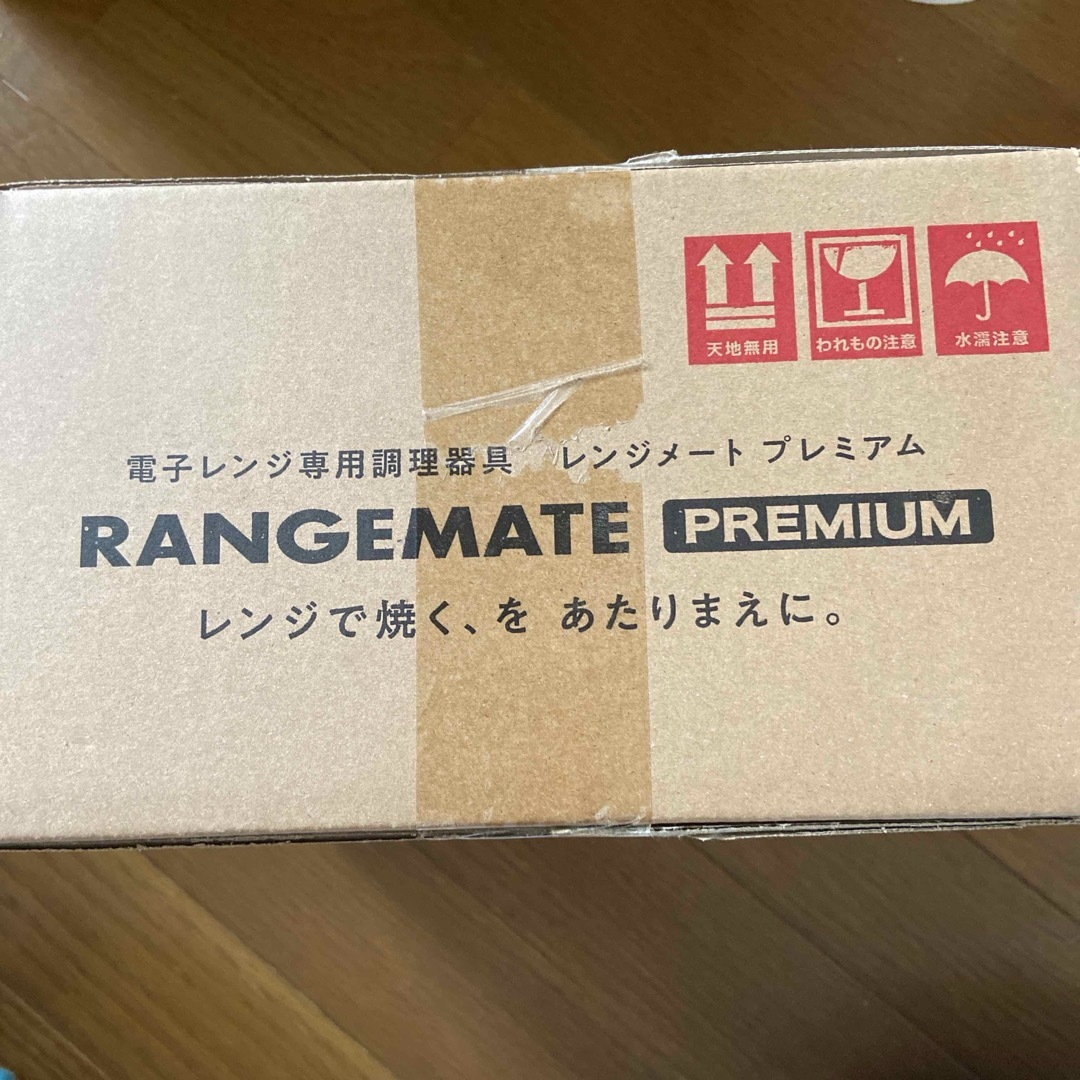 天地無用
われもの注意
水濡注意
電子レンジ専用調理器具 レンジメート プレミアム
RANGEMATE PREMIUM
レンジで焼く、を あたりまえに。